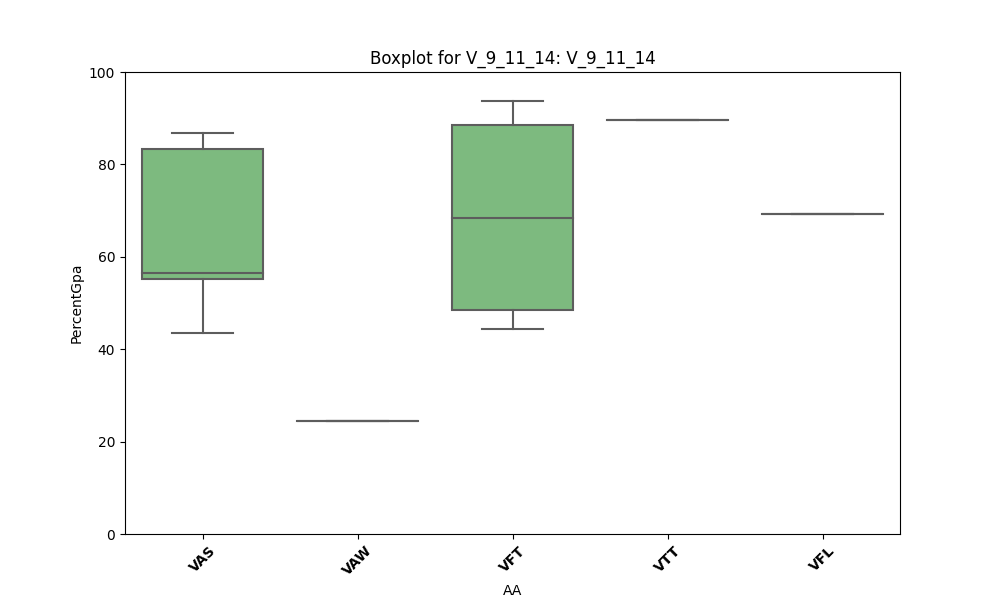 Boxplot for V_9_11_14: V_9_11_14
100
80
60
40
20
0
PercentGpa
VAS
VAW
VFT
VTT
VFL
AA